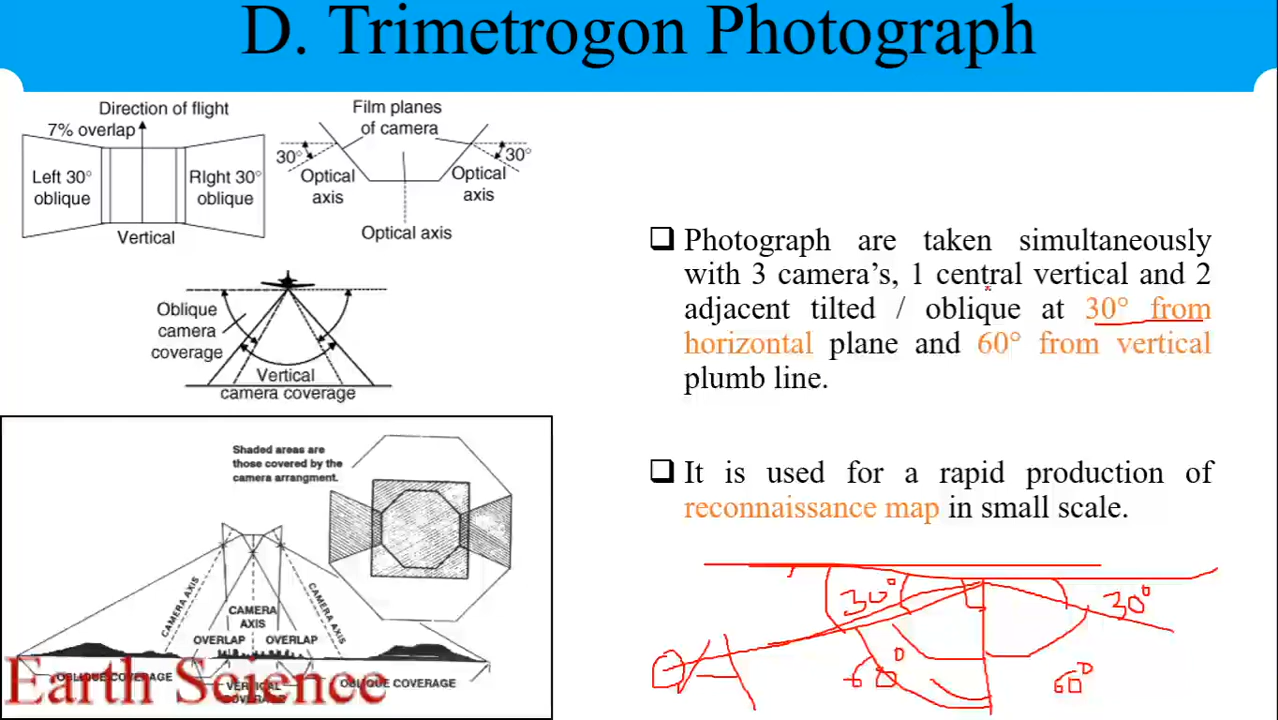 D. Trimetrogon Photograph
Direction of flight
7% overlap
Left 30°
oblique
RIght 30°
oblique
Vertical
Film planes
of camera
30°
30°
Optical
axis
Optical
axis
Optical axis
Oblique
camera
coverage
Vertical
camera coverage
Photograph are taken simultaneously
with 3 camera’s, 1 central vertical and 2
adjacent tilted / oblique at 30° from
horizontal plane and 60° from vertical
plumb line.
It is used for a rapid production of
reconnaissance map in small scale.
Shaded areas are
those covered by the
camera arrangment.
CAMERA AXIS
CAMERA
AXIS
CAMERA AXIS
OVERLAP
OVERLAP
OBLIQUE COVERAGE
VERTICAL
COVERAGE
OBLIQUE COVERAGE
Earth Science
30°
30°
60°
60°